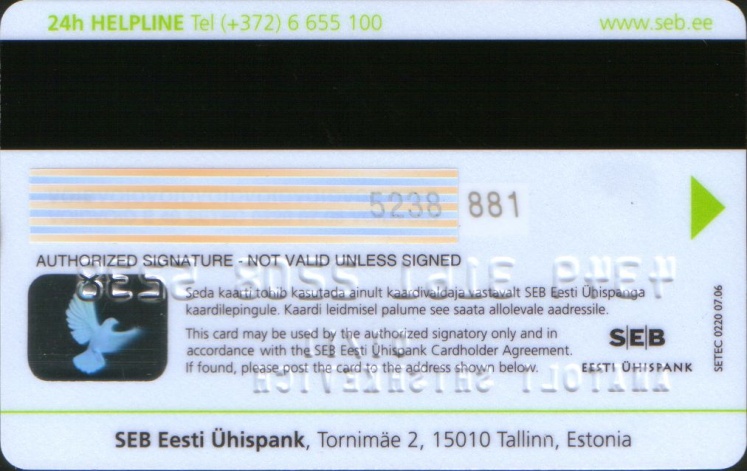 24h HELPLINE Tel (+372) 6 655 100 www.seb.ee
5238 881
AUTHORIZED SIGNATURE - NOT VALID UNLESS SIGNED
Seda kaarti tohib kasutada ainult kaardivaldaja vastavalt SEB Eesti Ühispanga
kaardilepingule. Kaardi leidmisel palume see saata allolevale aadressile.
This card may be used by the authorized signatory only and in
accordance with the SEB Eesti Ühispank Cardholder Agreement.
If found, please post the card to the address shown below.
S|E|B
EESTI ÜHISPANK
SETEC 0220 07.06
SEB Eesti Ühispank, Tornimäe 2, 15010 Tallinn, Estonia